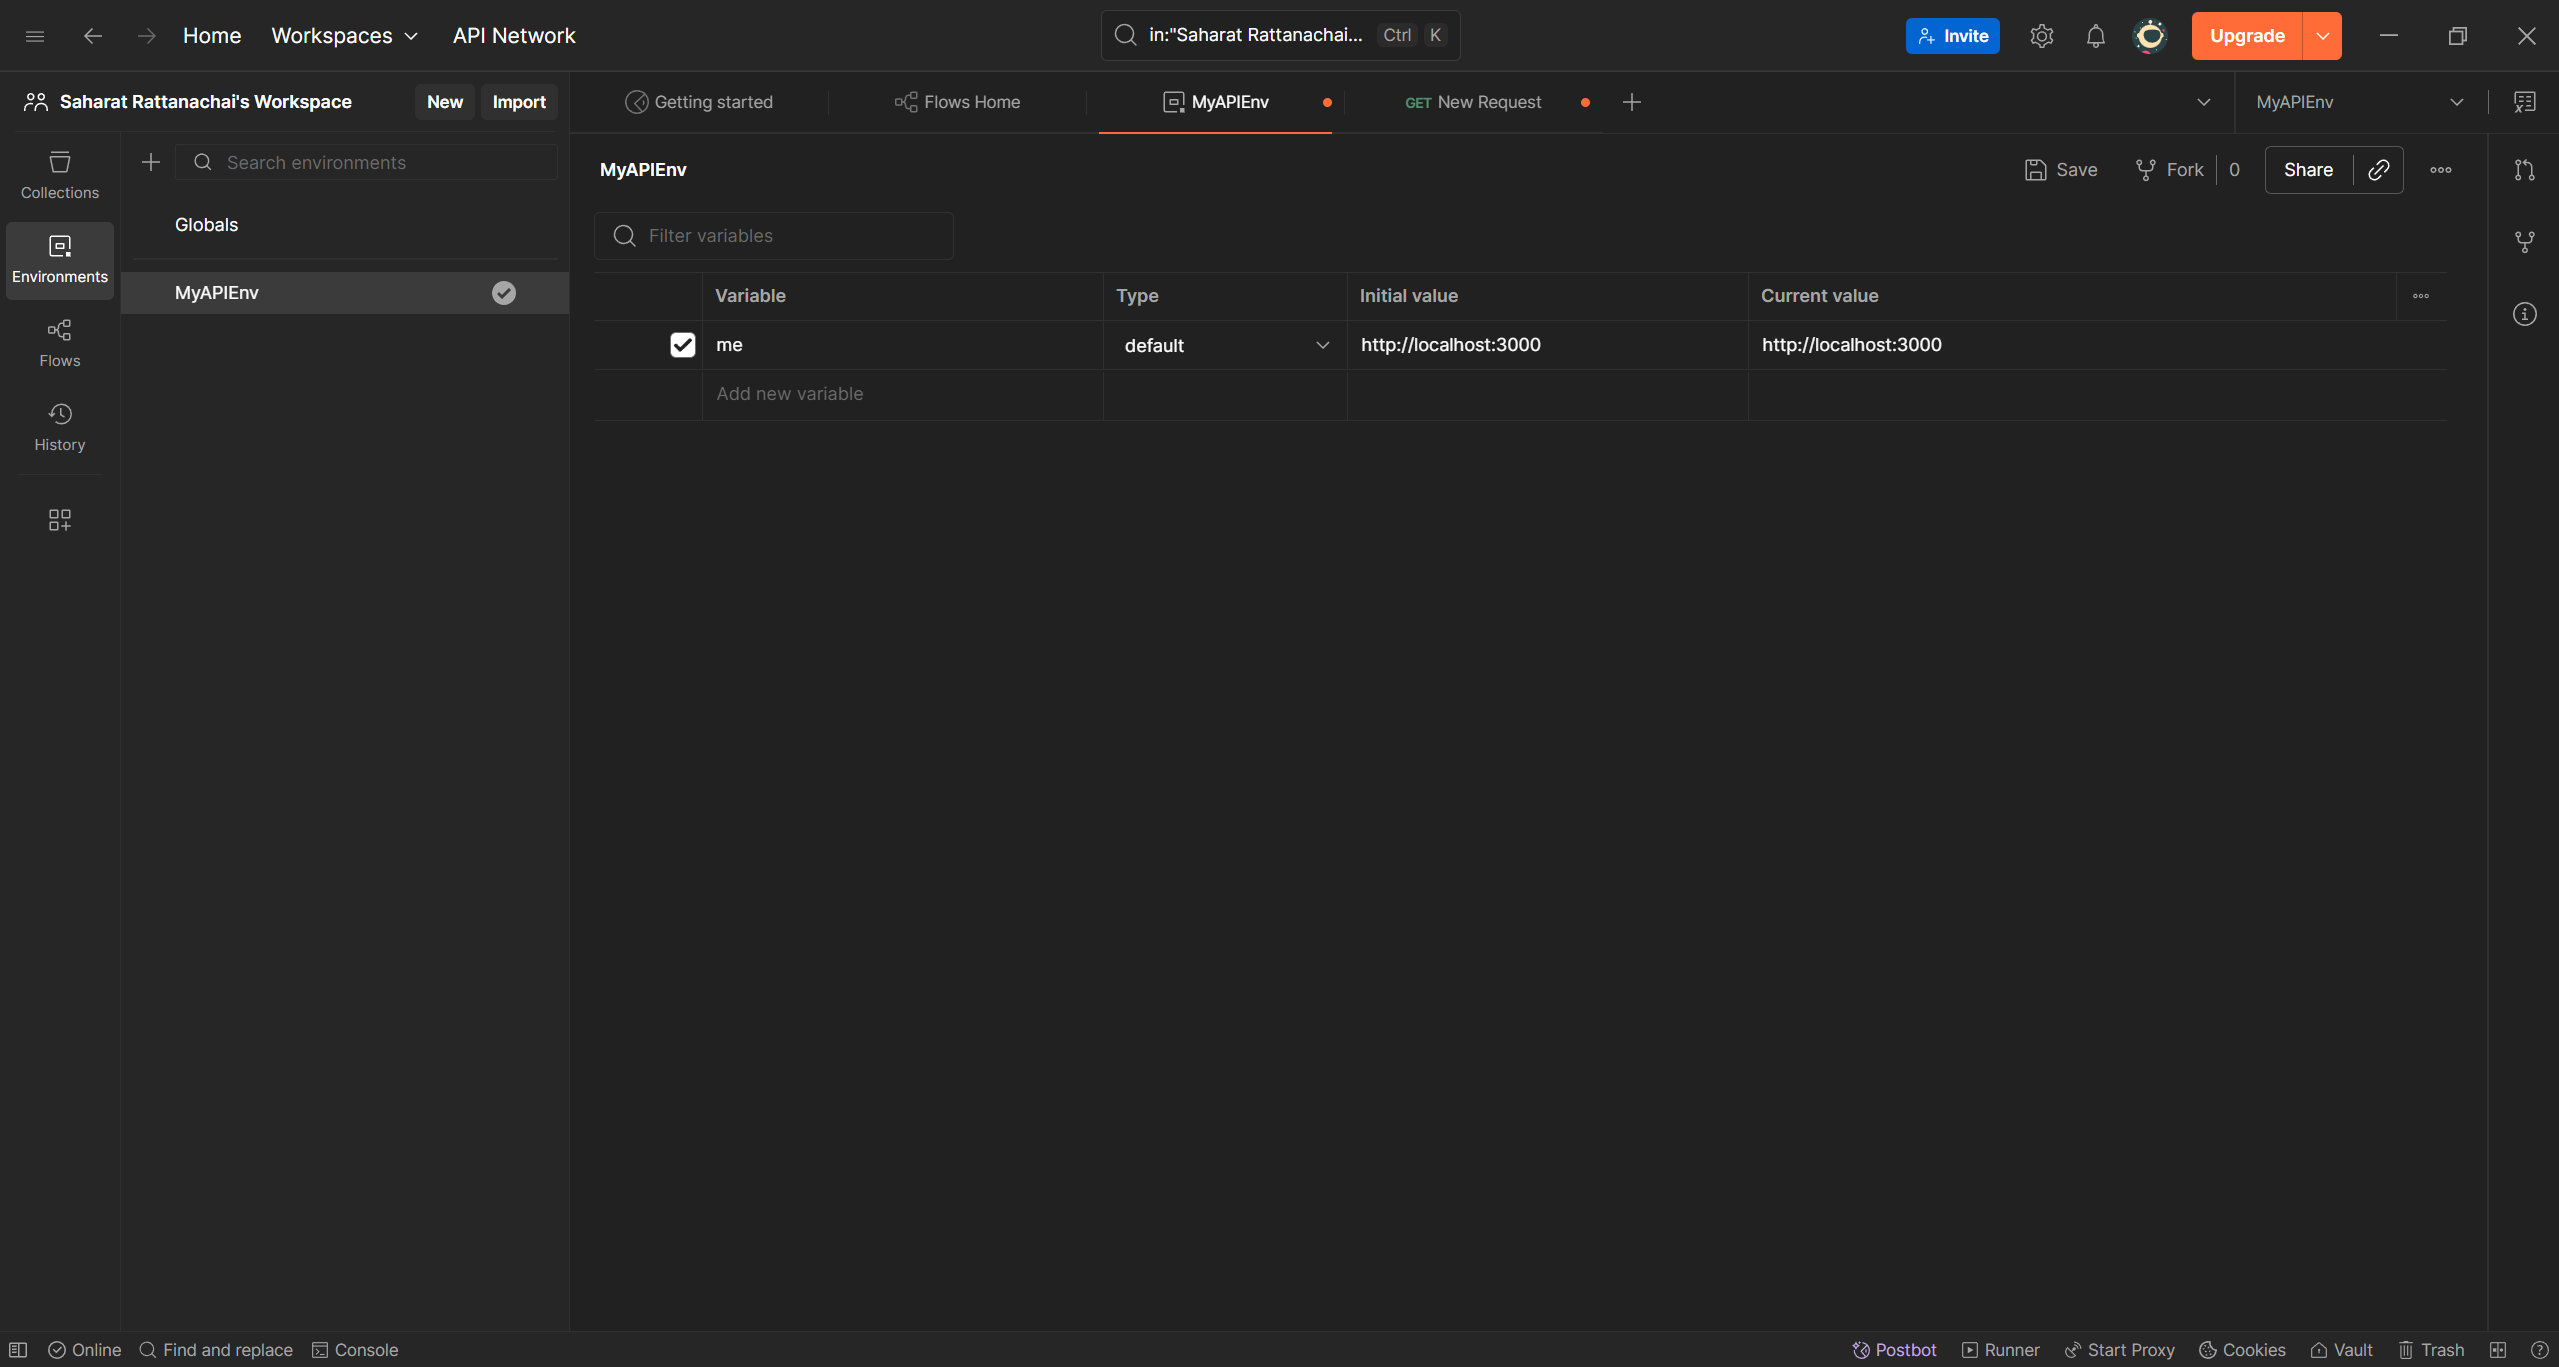 Home Workspaces API Network in:"Saharat Rattanachai... Ctrl K Invite Upgrade
Saharat Rattanachai's Workspace New Import Getting started Flows Home MyAPIEnv GET New Request MyAPIEnv
Collections
Environments
Flows
History
Search environments
Globals
MyAPIEnv
MyAPIEnv Save Fork 0 Share
Filter variables
Variable Type Initial value Current value
me default http://localhost:3000 http://localhost:3000
Add new variable
Online Find and replace Console Postbot Runner Start Proxy Cookies Vault Trash